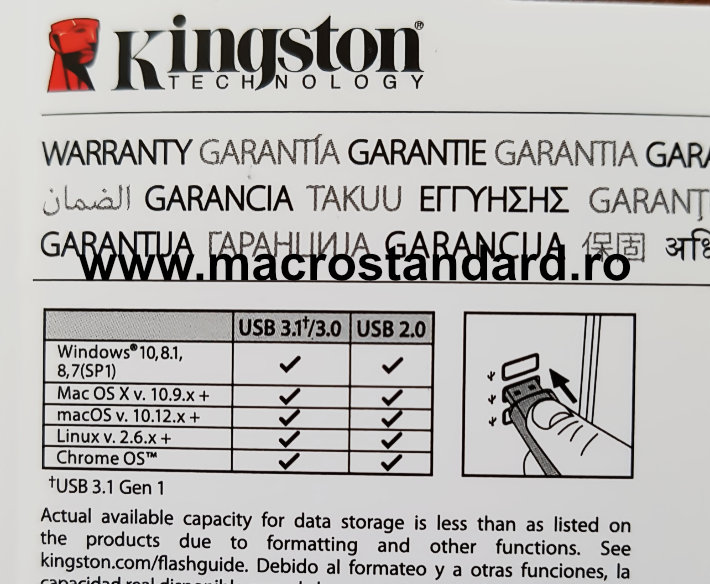 Kingston®
TECHNOLOGY
WARRANTY GARANTÍA GARANTIE GARANTIA
الضمان GARANCIA TAKUU ΕΓΓΥΗΣΗΣ
GARANTIJA ГАРАНЦИЈА GARANCIJA 保固
www.macrostandard.ro
USB 3.1†/3.0 USB 2.0
Windows® 10, 8.1,
8,7(SP1) ✓ ✓
Mac OS X v. 10.9.x + ✓ ✓
macOS v. 10.12.x + ✓ ✓
Linux v. 2.6.x + ✓ ✓
Chrome OS™ ✓ ✓
†USB 3.1 Gen 1
Actual available capacity for data storage is less than as listed on
the products due to formatting and other functions. See
kingston.com/flashguide. Debido al formateo y a otras funciones, la